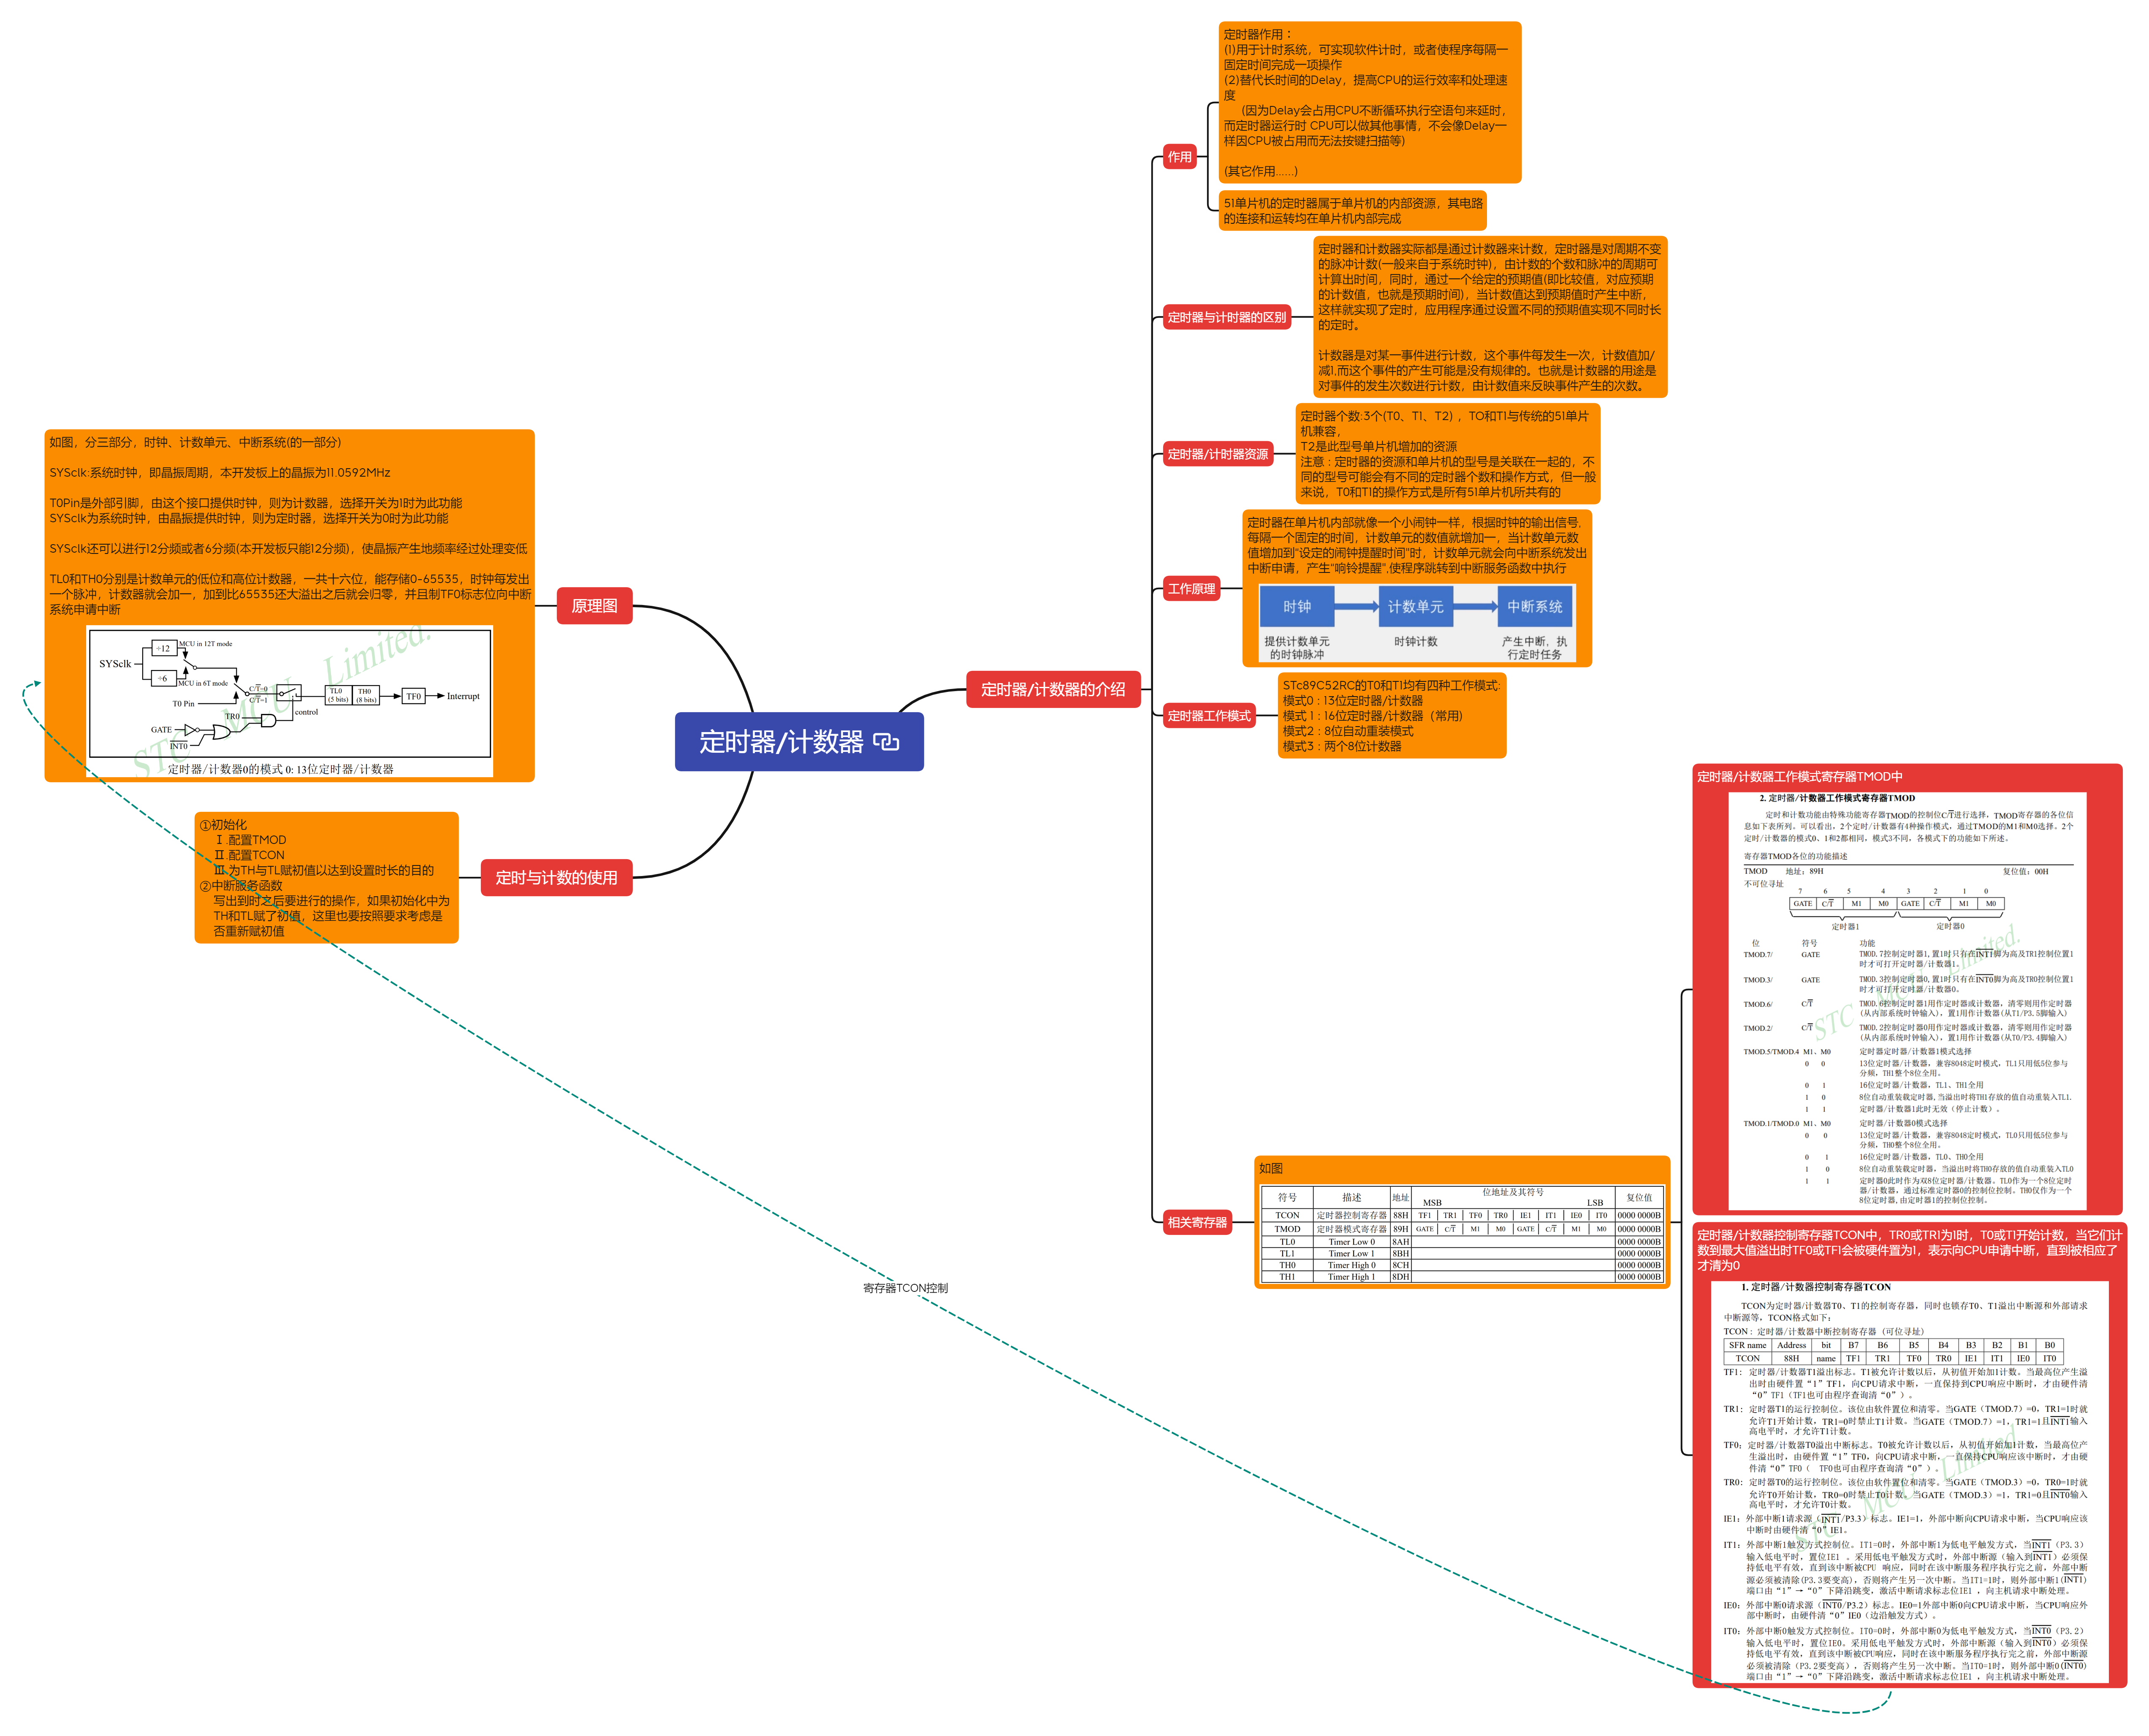 定时器/计数器
定时器/计数器的介绍
作用
定时器作用：
(1)用于计时系统，可实现软件计时，或者使程序每隔一
固定时间完成一项操作
(2)替代长时间的Delay，提高CPU的运行效率和处理速
度
(因为Delay会占用CPU不断循环执行空语句来延时，
而定时器运行时 CPU可以做其他事情，不会像Delay一
样因CPU被占用而无法按键扫描等)
(其它作用......)
51单片机的定时器属于单片机的内部资源，其电路
的连接和运转均在单片机内部完成
定时器与计时器的区别
定时器和计数器实际都是通过计数器来计数，定时器是对周期不变
的脉冲计数(一般来自于系统时钟)，由计数的个数和脉冲的周期可
计算出时间，同时，通过一个给定的预期值(即比较值，对应预期
的计数值，也就是预期时间)，当计数值达到预期值时产生中断，
这样就实现了定时，应用程序通过设置不同的预期值实现不同时长
的定时。
计数器是对某一事件进行计数，这个事件每发生一次，计数值加/
减1,而这个事件的产生可能是没有规律的。也就是计数器的用途是
对事件的发生次数进行计数，由计数值来反映事件产生的次数。
定时器/计时器资源
定时器个数:3个(T0、T1、T2) ，TO和T1与传统的51单片
机兼容，
T2是此型号单片机增加的资源
注意：定时器的资源和单片机的型号是关联在一起的，不
同的型号可能会有不同的定时器个数和操作方式，但一般
来说，T0和T1的操作方式是所有51单片机所共有的
工作原理
定时器在单片机内部就像一个小闹钟一样，根据时钟的输出信号,
每隔一个固定的时间，计数单元的数值就增加一，当计数单元数
值增加到“设定的闹钟提醒时间”时，计数单元就会向中断系统发出
中断申请，产生“响铃提醒”,使程序跳转到中断服务函数中执行
时钟 计数单元 中断系统
提供计数单元 时钟计数 产生中断，执
的时钟脉冲 行定时任务
定时器工作模式
STc89C52RC的T0和T1均有四种工作模式:
模式0：13位定时器/计数器
模式 1：16位定时器/计数器（常用)
模式2：8位自动重装模式
模式3：两个8位计数器
相关寄存器
如图
符号 描述 地址 位地址及其符号 复位值
MSB LSB
TCON 定时器控制寄存器 88H TF1 TR1 TF0 TR0 IE1 IT1 IE0 IT0 0000 0000B
TMOD 定时器模式寄存器 89H GATE C/T̅ M1 M0 GATE C/T̅ M1 M0 0000 0000B
TL0 Timer Low 0 8AH 0000 0000B
TL1 Timer Low 1 8BH 0000 0000B
TH0 Timer High 0 8CH 0000 0000B
TH1 Timer High 1 8DH 0000 0000B
定时器/计数器工作模式寄存器TMOD中
2. 定时器/计数器工作模式寄存器TMOD
定时和计数功能由特殊功能寄存器TMOD的控制位C/T̅进行选择，TMOD寄存器的各位信
息如下表所列。可以看出，2个定时/计数器有4种操作模式，通过TMOD的M1和M0选择。2个
定时/计数器的模式0、1和2都相同，模式3不同，各模式下的功能如下所述。
寄存器TMOD各位的功能描述
TMOD 地址：89H 复位值：00H
不可位寻址
7 6 5 4 3 2 1 0
GATE C/T̅ M1 M0 GATE C/T̅ M1 M0
定时器1 定时器0
位 符号 功能
TMOD.7/ GATE TMOD.7控制定时器1,置1时只有在INT1脚为高及TR1控制位置1
时才可打开定时器/计数器1。
TMOD.3/ GATE TMOD.3控制定时器0,置1时只有在INT0脚为高及TR0控制位置1
时才可打开定时器/计数器0。
TMOD.6/ C/T̅ TMOD.6控制定时器1用作定时器或计数器，清零则用作定时器
(从内部系统时钟输入)，置1用作计数器(从T1/P3.5脚输入)
TMOD.2/ C/T̅ TMOD.2控制定时器0用作定时器或计数器，清零则用作定时器
(从内部系统时钟输入)，置1用作计数器(从T0/P3.4脚输入)
TMOD.5/TMOD.4 M1、M0 定时器定时器/计数器1模式选择
0 0 13位定时器/计数器，兼容8048定时模式，TL1只用低5位参与
分频，TH1整个8位全用。
0 1 16位定时器/计数器，TL1、TH1全用
1 0 8位自动重装载定时器,当溢出时将TH1存放的值自动重装入TL1.
1 1 定时器/计数器1此时无效（停止计数）。
TMOD.1/TMOD.0 M1、M0 定时器/计数器0模式选择
0 0 13位定时器/计数器，兼容8048定时模式，TL0只用低5位参与
分频，TH0整个8位全用。
0 1 16位定时器/计数器，TL0、TH0全用
1 0 8位自动重装载定时器，当溢出时将TH0存放的值自动重装入TL0
1 1 定时器0此时作为双8位定时器/计数器。TL0作为一个8位定时
器/计数器，通过标准定时器0的控制位控制。TH0仅作为一个
8位定时器,由定时器1的控制位控制。
STC MCU Limited.
定时器/计数器控制寄存器TCON中，TR0或TR1为1时，T0或T1开始计数，当它们计
数到最大值溢出时TF0或TF1会被硬件置为1，表示向CPU申请中断，直到被相应了
才清为0
1. 定时器/计数器控制寄存器TCON
TCON为定时器/计数器T0、T1的控制寄存器，同时也锁存T0、T1溢出中断源和外部请求
中断源等，TCON格式如下：
TCON：定时器/计数器中断控制寄存器 (可位寻址)
SFR name Address bit B7 B6 B5 B4 B3 B2 B1 B0
TCON 88H name TF1 TR1 TF0 TR0 IE1 IT1 IE0 IT0
TF1：定时器/计数器T1溢出标志。T1被允许计数以后，从初值开始加1计数。当最高位产生溢
出时由硬件置“1”TF1，向CPU请求中断，一直保持到CPU响应中断时，才由硬件清
“0”TF1（TF1也可由程序查询清“0”）。
TR1：定时器T1的运行控制位。该位由软件置位和清零。当GATE（TMOD.7）=0，TR1=1时就
允许T1开始计数，TR1=0时禁止T1计数。当GATE（TMOD.7）=1，TR1=1且INT1输入
高电平时，才允许T1计数。
TF0：定时器/计数器T0溢出中断标志。T0被允许计数以后，从初值开始加1计数，当最高位产
生溢出时，由硬件置“1”TF0，向CPU请求中断，一直保持CPU响应该中断时，才由硬
件清“0”TF0（ TF0也可由程序查询清“0”）。
TR0：定时器T0的运行控制位。该位由软件置位和清零。当GATE（TMOD.3）=0，TR0=1时就
允许T0开始计数，TR0=0时禁止T0计数。当GATE（TMOD.3）=1，TR1=0且INT0输入
高电平时，才允许T0计数。
IE1：外部中断1请求源（INT1/P3.3）标志。IE1=1，外部中断向CPU请求中断，当CPU响应该
中断时由硬件清“0”IE1。
IT1：外部中断1触发方式控制位。IT1=0时，外部中断1为低电平触发方式，当INT1（P3.3）
输入低电平时，置位IE1 。采用低电平触发方式时，外部中断源（输入到INT1）必须保
持低电平有效，直到该中断被CPU 响应，同时在该中断服务程序执行完之前，外部中断
源必须被清除(P3.3要变高)，否则将产生另一次中断。当IT1=1时，则外部中断1(INT1)
端口由“1”→“0”下降沿跳变，激活中断请求标志位IE1 ，向主机请求中断处理。
IE0：外部中断0请求源（INT0/P3.2）标志。IE0=1外部中断0向CPU请求中断，当CPU响应外
部中断时，由硬件清“0”IE0（边沿触发方式）。
IT0：外部中断0触发方式控制位。IT0=0时，外部中断0为低电平触发方式，当INT0（P3.2）
输入低电平时，置位IE0。采用低电平触发方式时，外部中断源（输入到INT0）必须保
持低电平有效，直到该中断被CPU响应，同时在该中断服务程序执行完之前，外部中断源
必须被清除（P3.2要变高），否则将产生另一次中断。当IT0=1时，则外部中断0(INT0)
端口由“1”→“0”下降沿跳变，激活中断请求标志位IE1 ，向主机请求中断处理。
STC MCU Limited.
原理图
如图，分三部分，时钟、计数单元、中断系统(的一部分)
SYSclk:系统时钟，即晶振周期，本开发板上的晶振为11.0592MHz
T0Pin是外部引脚，由这个接口提供时钟，则为计数器，选择开关为1时为此功能
SYSclk为系统时钟，由晶振提供时钟，则为定时器，选择开关为0时为此功能
SYSclk还可以进行12分频或者6分频(本开发板只能12分频)，使晶振产生地频率经过处理变低
TL0和TH0分别是计数单元的低位和高位计数器，一共十六位，能存储0-65535，时钟每发出
一个脉冲，计数器就会加一，加到比65535还大溢出之后就会归零，并且制TF0标志位向中断
系统申请中断
SYSclk
÷12
MCU in 12T mode
÷6
MCU in 6T mode
T0 Pin
C/T̅=0
C/T̅=1
TL0 (5 bits)
TH0 (8 bits)
TF0
Interrupt
control
TR0
GATE
INT0
STC MCU Limited.
定时器/计数器0的模式 0: 13位定时器/计数器
定时与计数的使用
①初始化
Ⅰ.配置TMOD
Ⅱ.配置TCON
Ⅲ.为TH与TL赋初值以达到设置时长的目的
②中断服务函数
写出到时之后要进行的操作，如果初始化中为
TH和TL赋了初值，这里也要按照要求考虑是
否重新赋初值
寄存器TCON控制